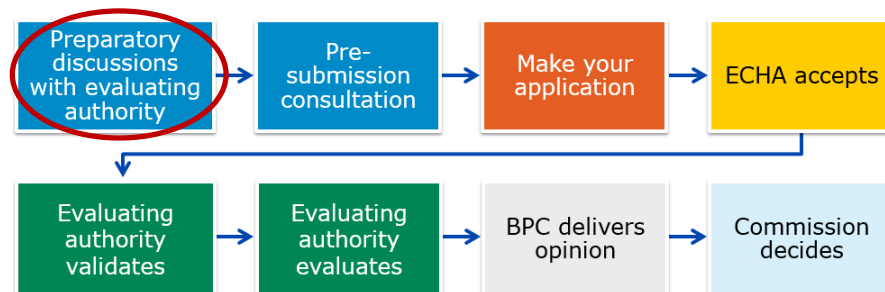 Preparatory
discussions
with evaluating
authority
Pre-
submission
consultation
Make your
application
ECHA accepts
Evaluating
authority
validates
Evaluating
authority
evaluates
BPC delivers
opinion
Commission
decides